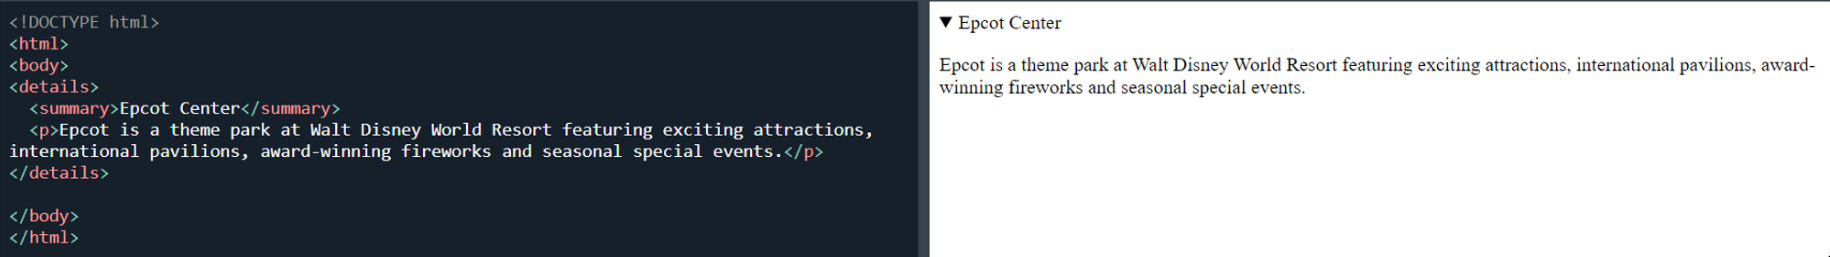 <!DOCTYPE html>
<html>
<body>
<details>
  <summary>Epcot Center</summary>
  <p>Epcot is a theme park at Walt Disney World Resort featuring exciting attractions,
international pavilions, award-winning fireworks and seasonal special events.</p>
</details>

</body>
</html>
▼ Epcot Center
Epcot is a theme park at Walt Disney World Resort featuring exciting attractions, international pavilions, award-
winning fireworks and seasonal special events.